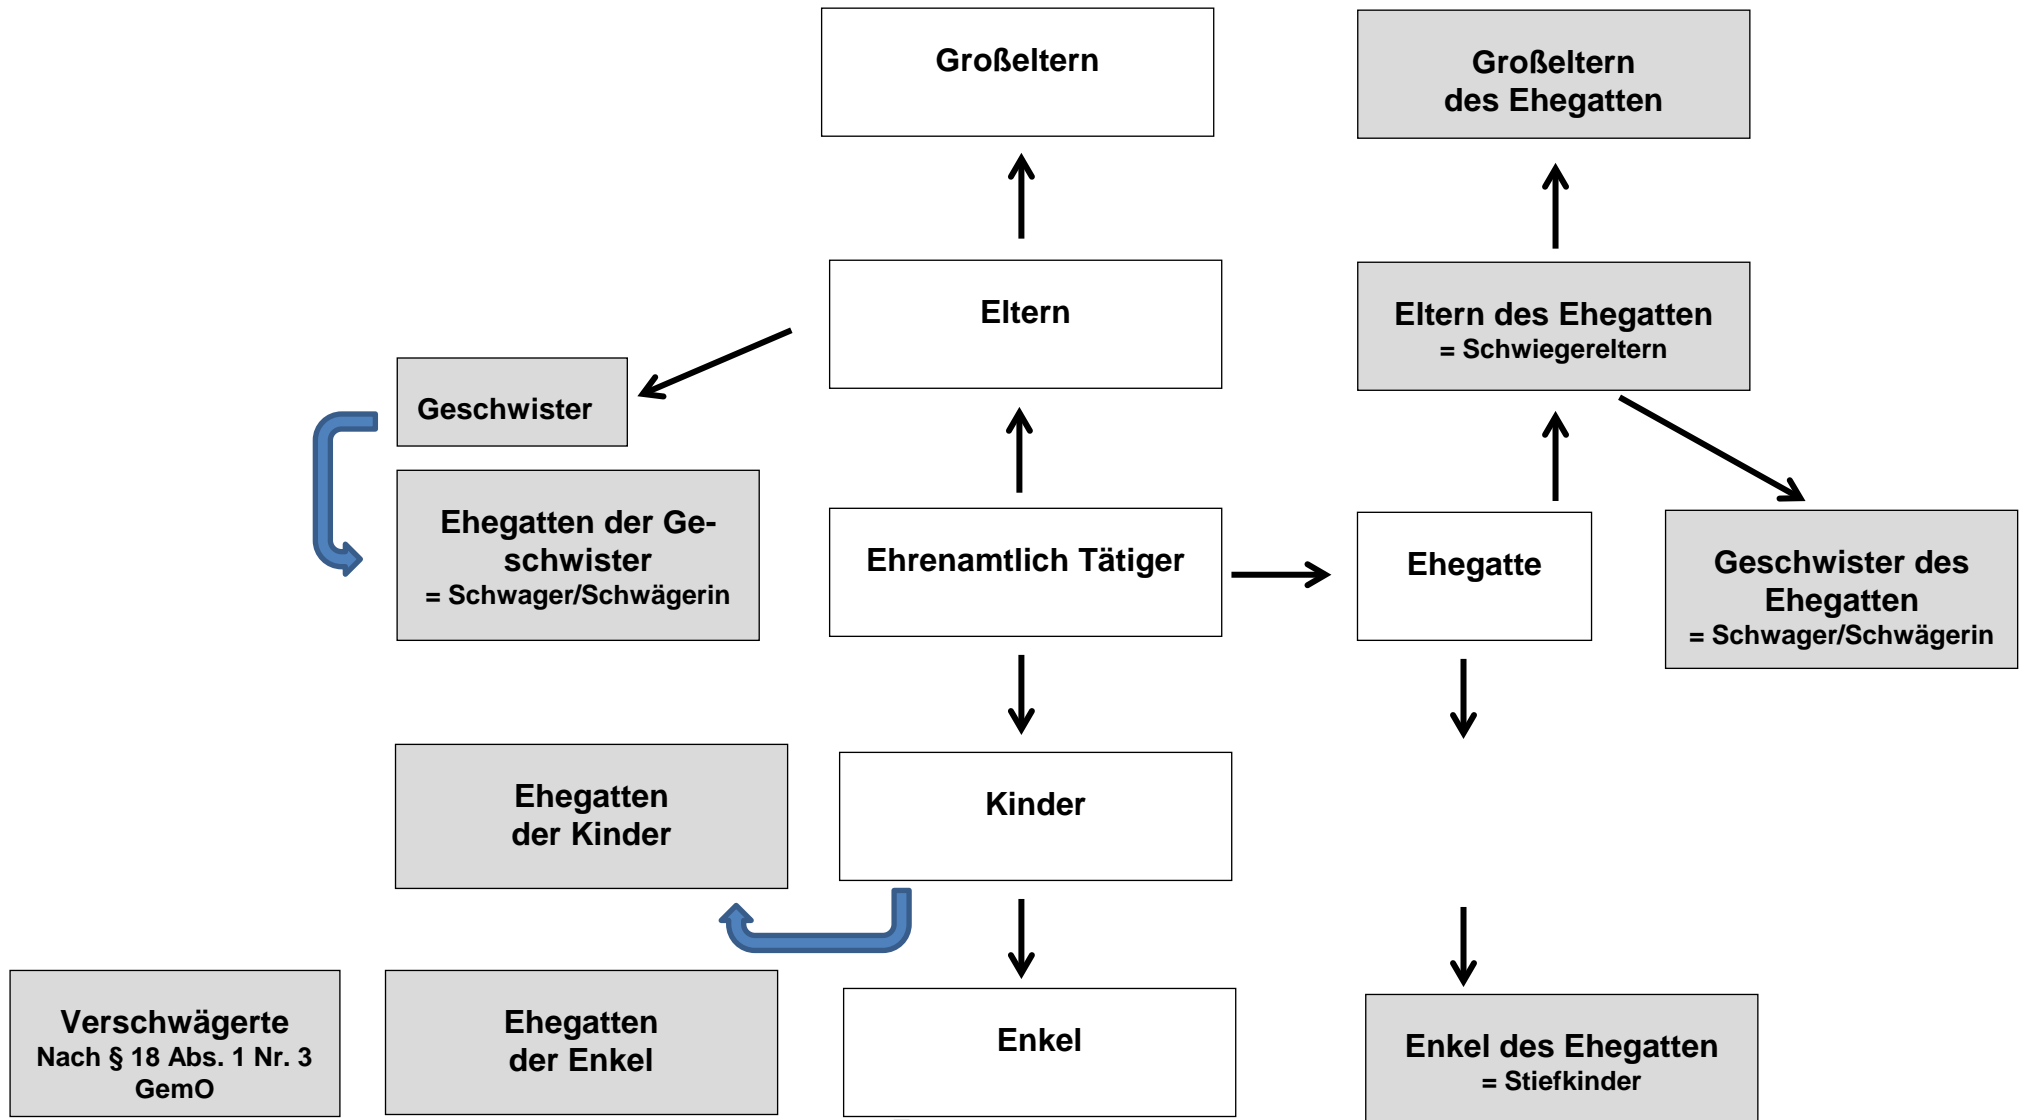 Großeltern
Großeltern
des Ehegatten
Eltern
Eltern des Ehegatten
= Schwiegereltern
Geschwister
Ehegatten der Ge-
schwister
= Schwager/Schwägerin
Ehrenamtlich Tätiger
Ehegatte
Geschwister des
Ehegatten
= Schwager/Schwägerin
Ehegatten
der Kinder
Kinder
Verschwägerte
Nach § 18 Abs. 1 Nr. 3
GemO
Ehegatten
der Enkel
Enkel
Enkel des Ehegatten
= Stiefkinder